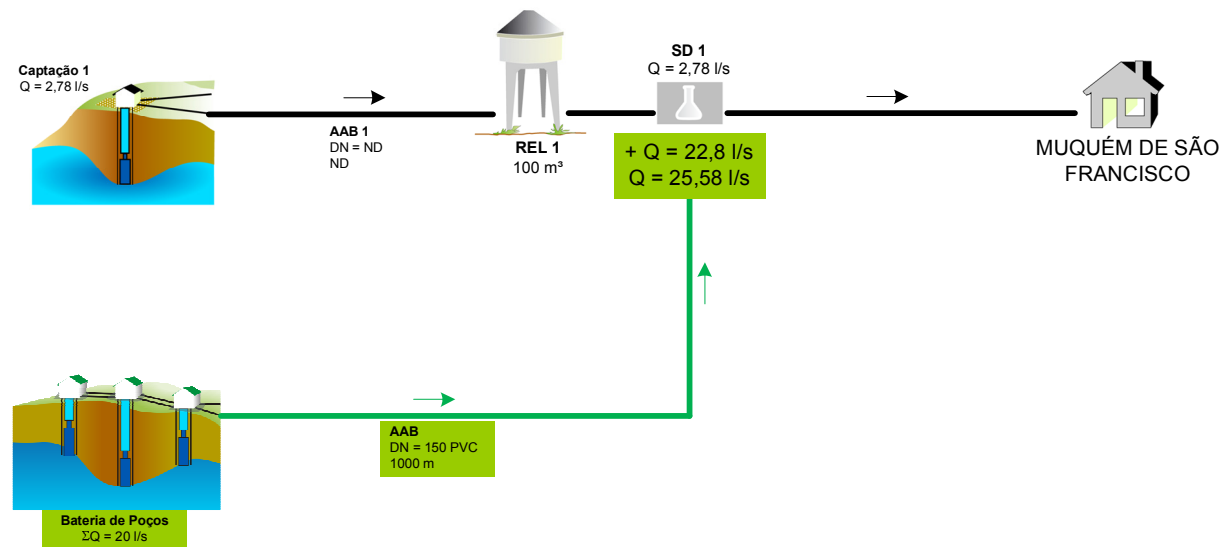 Captação 1
Q = 2,78 l/s
AAB 1
DN = ND
ND
REL 1
100 m³
SD 1
Q = 2,78 l/s
+ Q = 22,8 l/s
Q = 25,58 l/s
MUQUÉM DE SÃO
FRANCISCO
AAB
DN = 150 PVC
1000 m
Bateria de Poços
ΣQ = 20 l/s